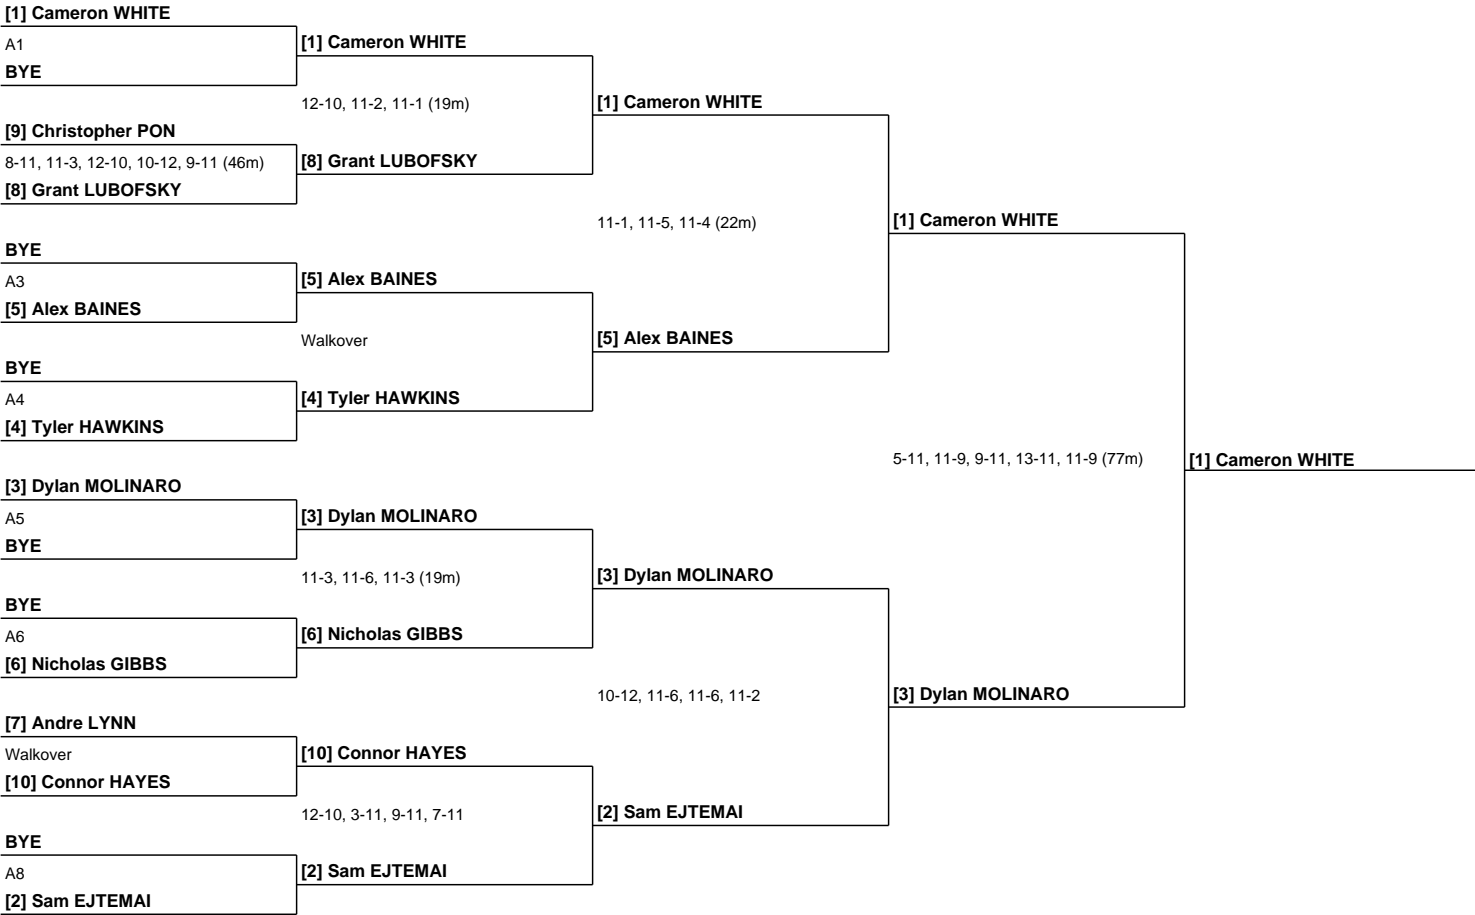 [1] Cameron WHITE
A1
BYE
[9] Christopher PON
8-11, 11-3, 12-10, 10-12, 9-11 (46m)
[8] Grant LUBOFSKY
BYE
A3
[5] Alex BAINES
BYE
A4
[4] Tyler HAWKINS
[3] Dylan MOLINARO
A5
BYE
BYE
A6
[6] Nicholas GIBBS
[7] Andre LYNN
Walkover
[10] Connor HAYES
BYE
A8
[2] Sam EJTEMAI
[1] Cameron WHITE
12-10, 11-2, 11-1 (19m)
[8] Grant LUBOFSKY
[5] Alex BAINES
Walkover
[4] Tyler HAWKINS
[3] Dylan MOLINARO
11-3, 11-6, 11-3 (19m)
[6] Nicholas GIBBS
[10] Connor HAYES
12-10, 3-11, 9-11, 7-11
[2] Sam EJTEMAI
[1] Cameron WHITE
11-1, 11-5, 11-4 (22m)
[5] Alex BAINES
[3] Dylan MOLINARO
10-12, 11-6, 11-6, 11-2
[2] Sam EJTEMAI
[1] Cameron WHITE
5-11, 11-9, 9-11, 13-11, 11-9 (77m)
[3] Dylan MOLINARO
[1] Cameron WHITE